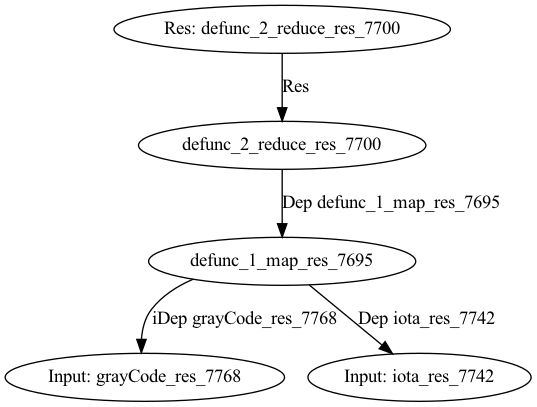 Res: defunc_2_reduce_res_7700
Res
defunc_2_reduce_res_7700
Dep defunc_1_map_res_7695
defunc_1_map_res_7695
iDep grayCode_res_7768
Dep iota_res_7742
Input: grayCode_res_7768
Input: iota_res_7742